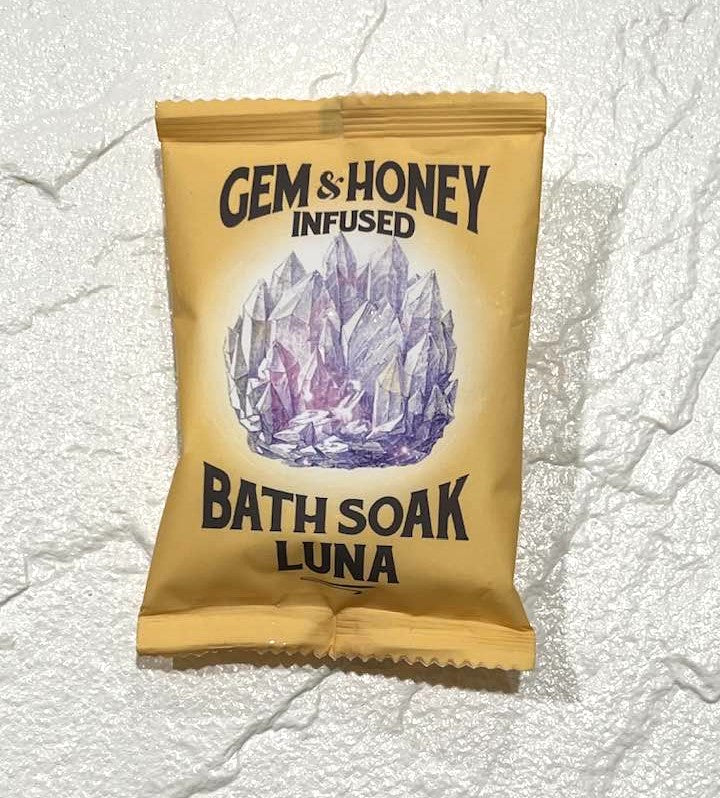 GEM & HONEY
INFUSED
BATH SOAK
LUNA